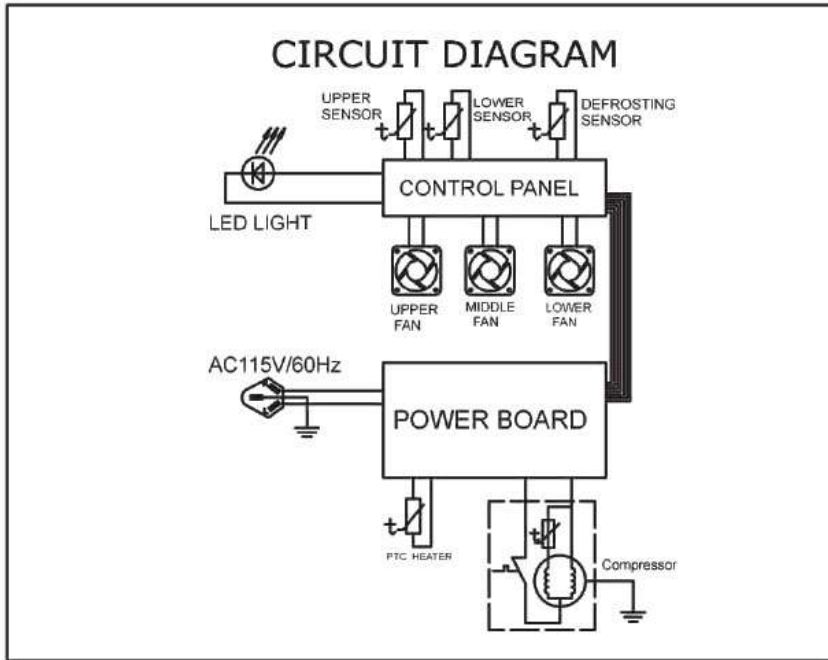 CIRCUIT DIAGRAM
UPPER
SENSOR
t
LOWER
SENSOR
t
DEFROSTING
SENSOR
t
CONTROL PANEL
LED LIGHT
UPPER
FAN
MIDDLE
FAN
LOWER
FAN
AC115V/60Hz
POWER BOARD
t
PTC HEATER
t
Compressor